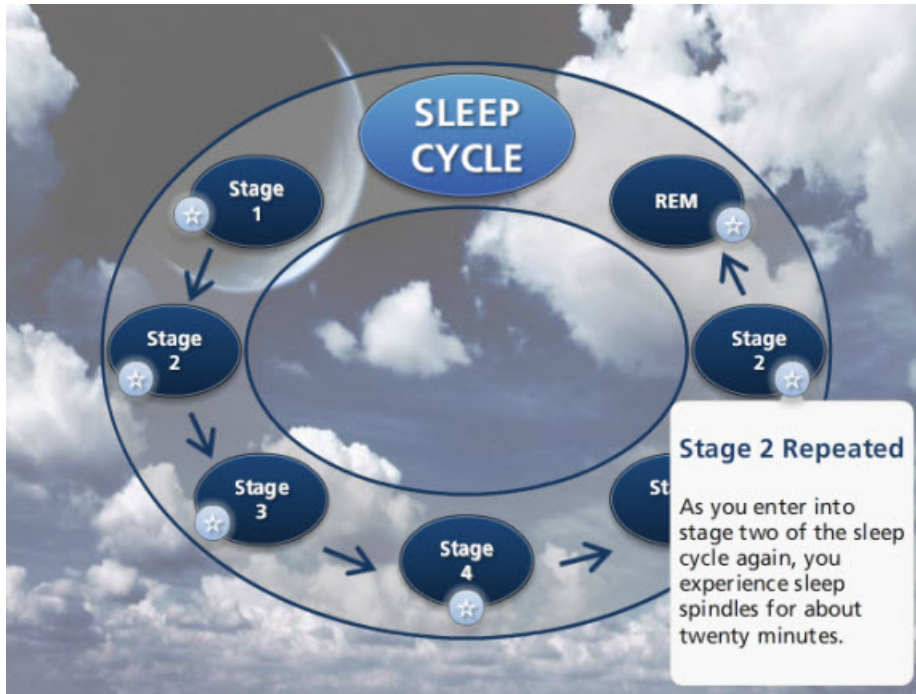 SLEEP
CYCLE
Stage
1
Stage
2
Stage
3
Stage
4
Stage
2
REM
Stage 2 Repeated
As you enter into
stage two of the sleep
cycle again, you
experience sleep
spindles for about
twenty minutes.